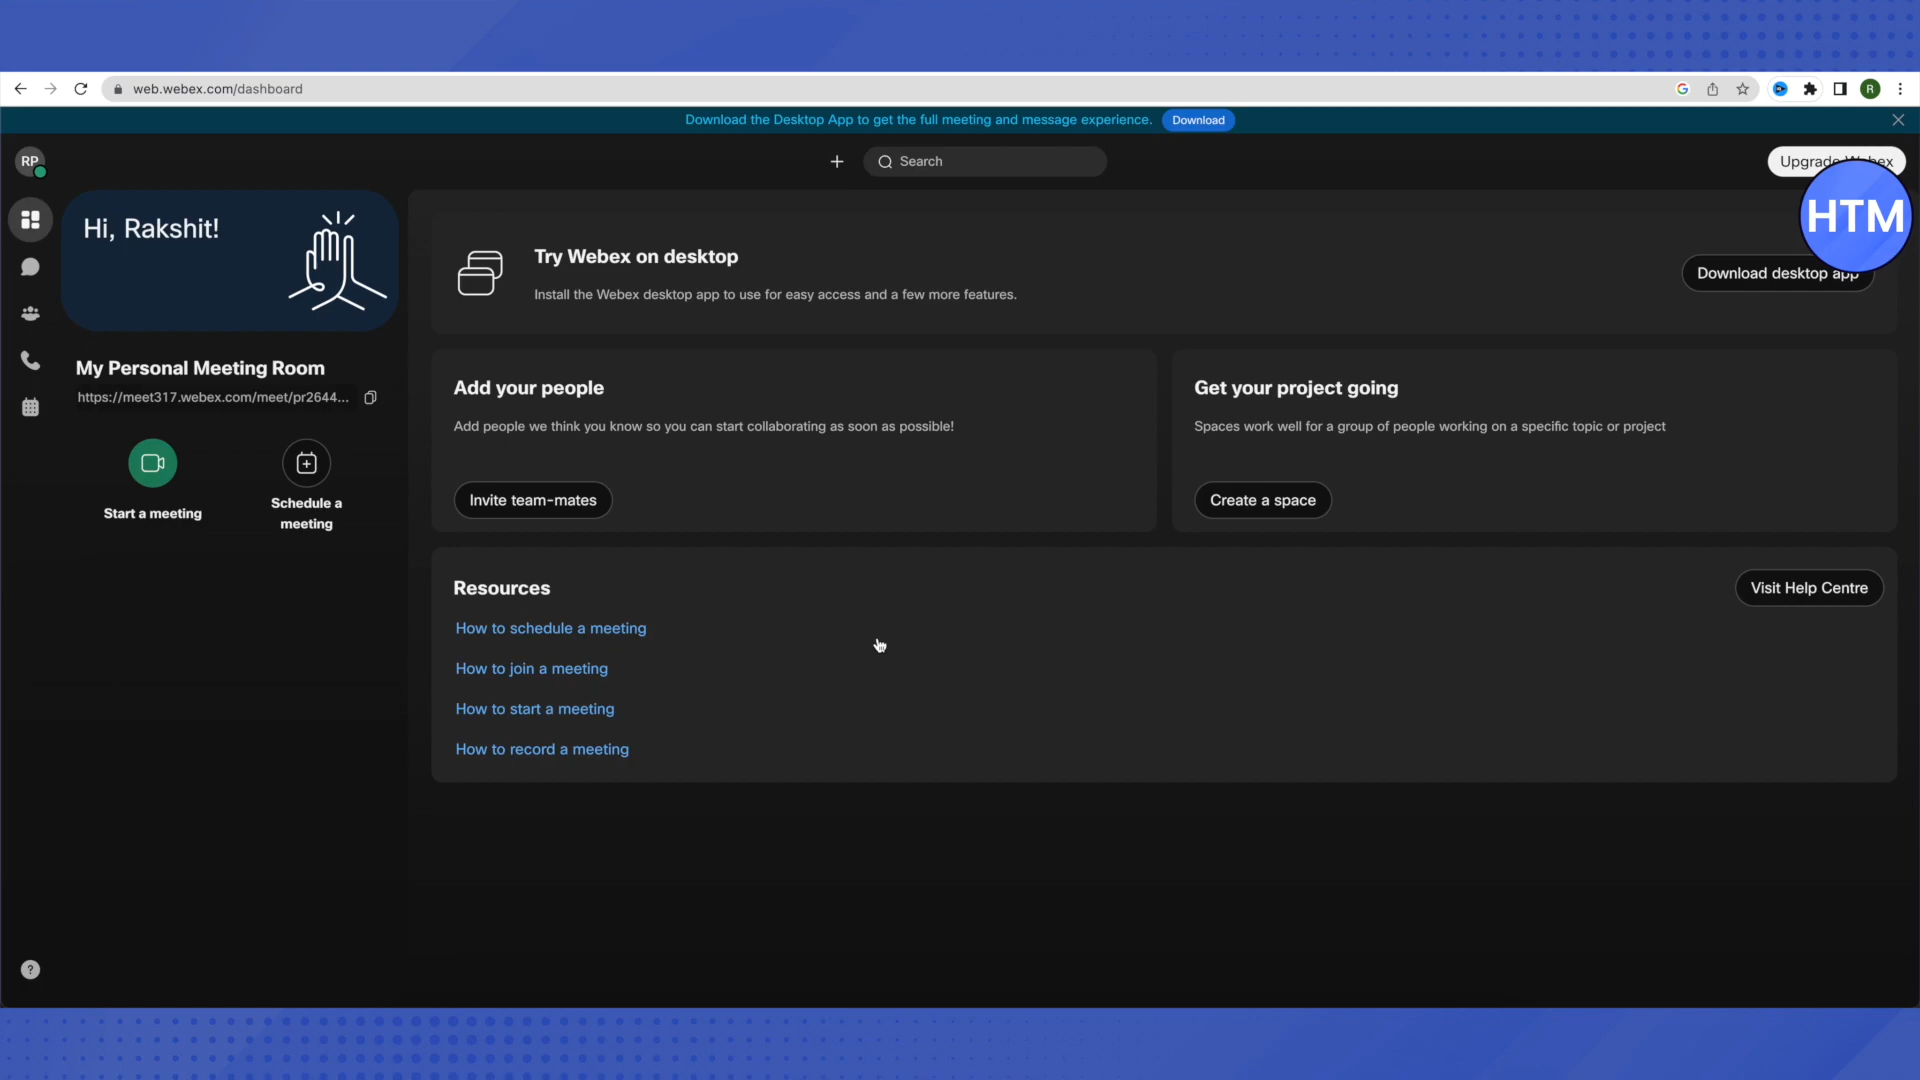 web.webex.com/dashboard
R
Download the Desktop App to get the full meeting and message experience.
Download
RP
Search
Upgrade Webex
HTM
Hi, Rakshit!
Try Webex on desktop
Install the Webex desktop app to use for easy access and a few more features.
Download desktop app
My Personal Meeting Room
https://meet317.webex.com/meet/pr2644...
Start a meeting
Schedule a
meeting
Add your people
Add people we think you know so you can start collaborating as soon as possible!
Invite team-mates
Get your project going
Spaces work well for a group of people working on a specific topic or project
Create a space
Resources
Visit Help Centre
How to schedule a meeting
How to join a meeting
How to start a meeting
How to record a meeting
?